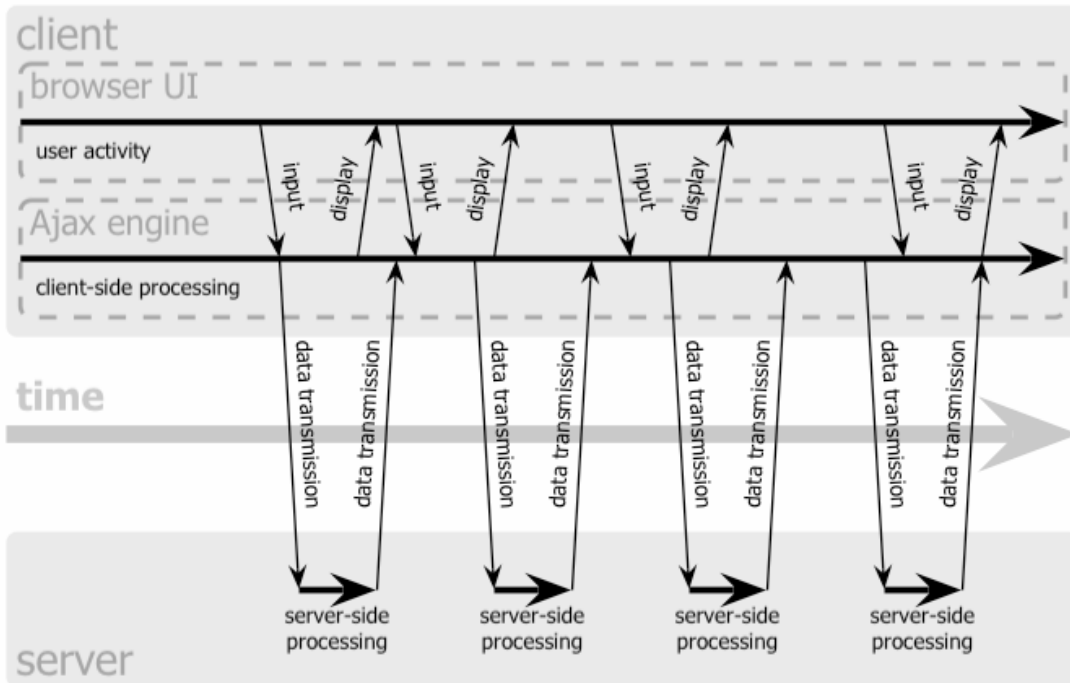 client
browser UI
user activity
input
display
input
display
input
display
input
display
Ajax engine
client-side processing
data transmission
data transmission
data transmission
data transmission
data transmission
data transmission
data transmission
data transmission
time
server-side
processing
server-side
processing
server-side
processing
server-side
processing
server